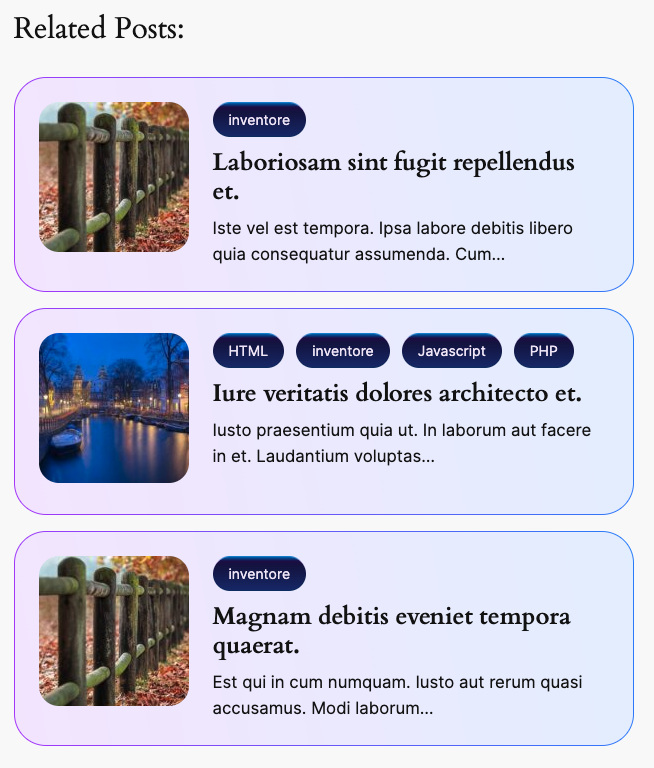 Related Posts:
inventore
Laboriosam sint fugit repellendus
et.
Iste vel est tempora. Ipsa labore debitis libero
quia consequatur assumenda. Cum...
HTML inventore Javascript PHP
Iure veritatis dolores architecto et.
Iusto praesentium quia ut. In laborum aut facere
in et. Laudantium voluptas...
inventore
Magnam debitis eveniet tempora
quaerat.
Est qui in cum numquam. Iusto aut rerum quasi
accusamus. Modi laborum...